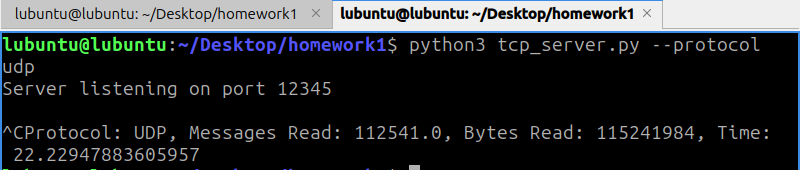 lubuntu@lubuntu: ~/Desktop/homework1 × lubuntu@lubuntu: ~/Desktop/homework1 ×
lubuntu@lubuntu:~/Desktop/homework1$ python3 tcp_server.py --protocol
udp
Server listening on port 12345
^CProtocol: UDP, Messages Read: 112541.0, Bytes Read: 115241984, Time:
22.22947883605957